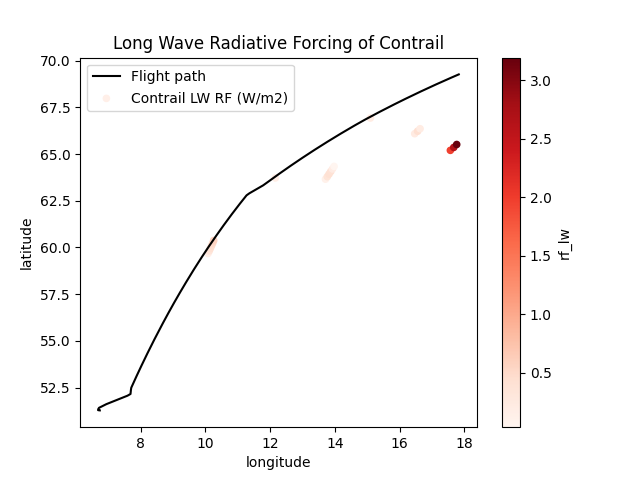 Long Wave Radiative Forcing of Contrail
Flight path
Contrail LW RF (W/m2)
70.0
67.5
65.0
62.5
60.0
57.5
55.0
52.5
latitude
8 10 12 14 16 18
longitude
3.0
2.5
2.0
1.5
1.0
0.5
rf_lw